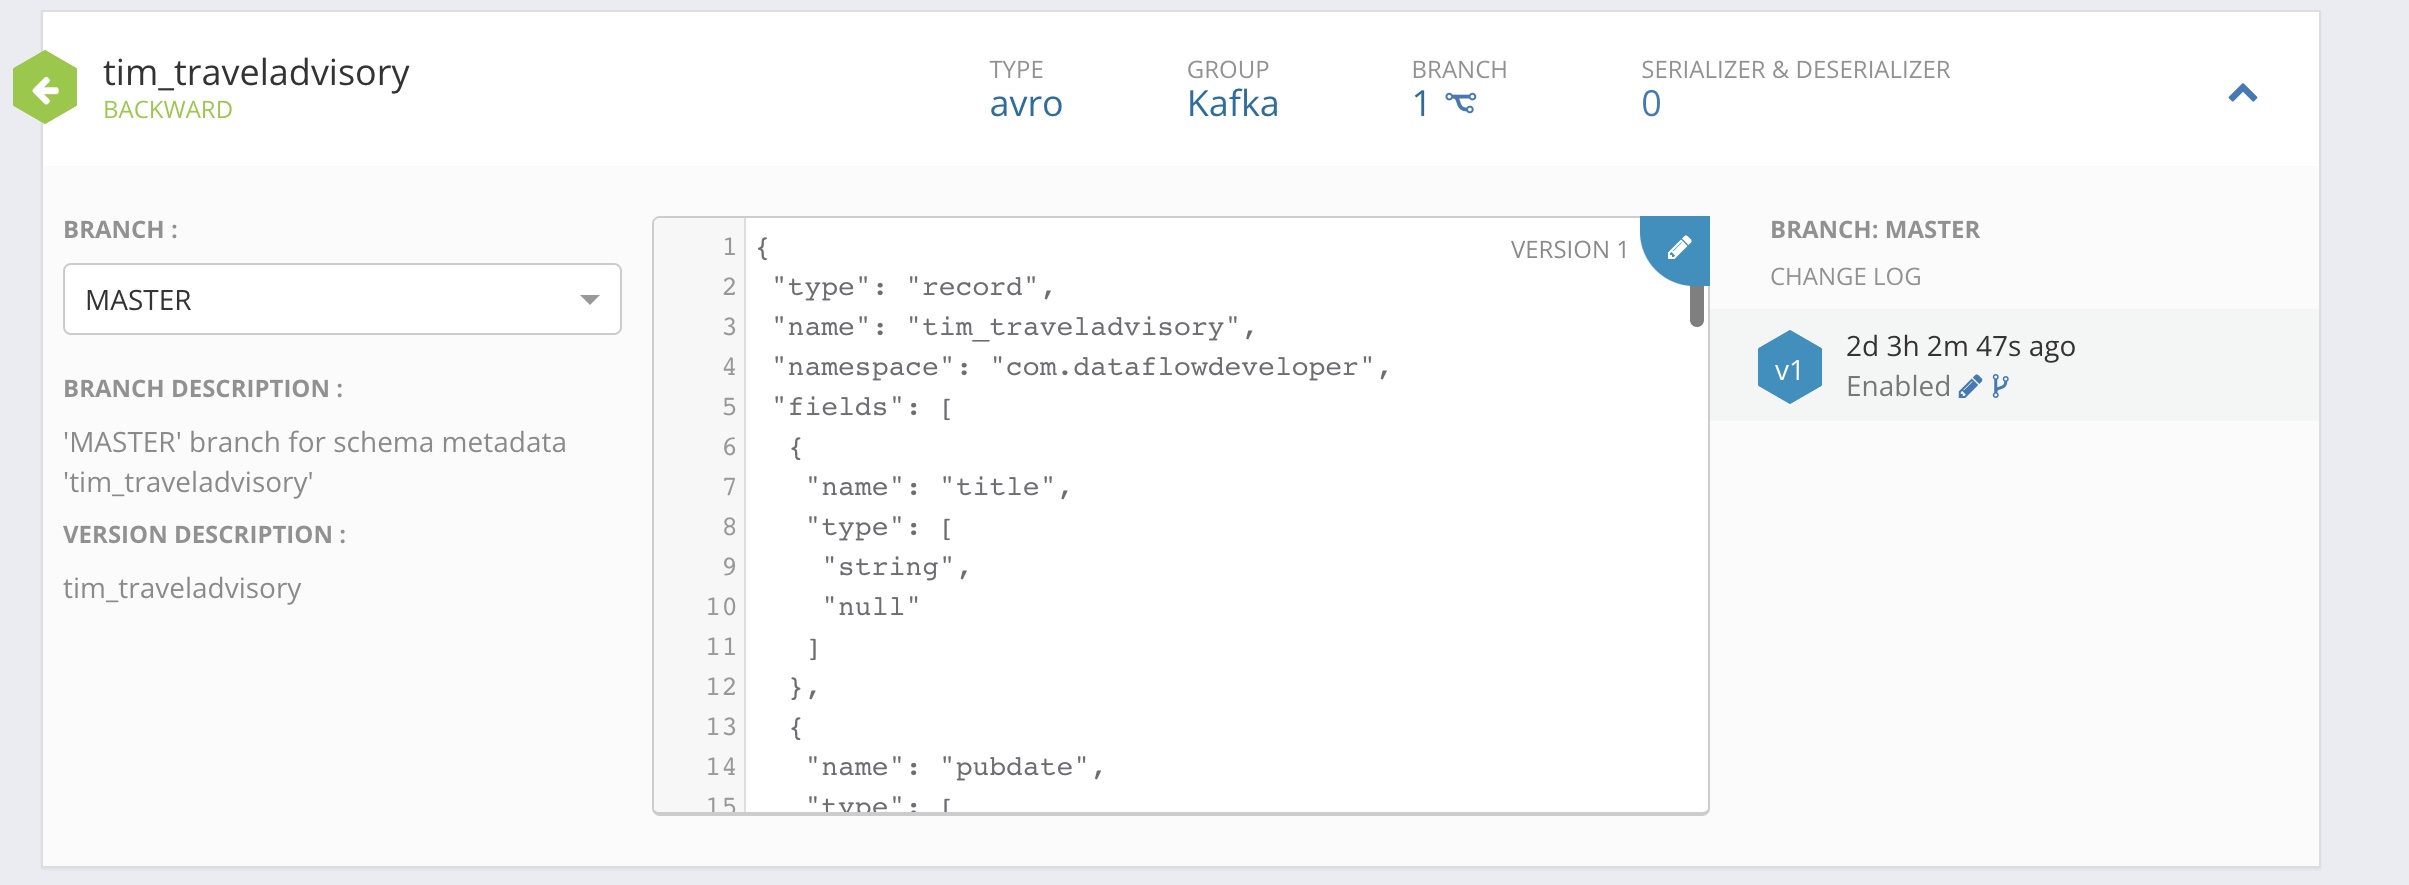 tim_traveladvisory
BACKWARD
TYPE
avro
GROUP
Kafka
BRANCH
1
SERIALIZER & DESERIALIZER
0
BRANCH :
MASTER
BRANCH DESCRIPTION :
'MASTER' branch for schema metadata
'tim_traveladvisory'
VERSION DESCRIPTION :
tim_traveladvisory
VERSION 1
1 {
2 "type": "record",
3 "name": "tim_traveladvisory",
4 "namespace": "com.dataflowdeveloper",
5 "fields": [
6 {
7 "name": "title",
8 "type": [
9 "string",
10 "null"
11 ]
12 },
13 {
14 "name": "pubdate",
15 "type": [
BRANCH: MASTER
CHANGE LOG
v1
2d 3h 2m 47s ago
Enabled